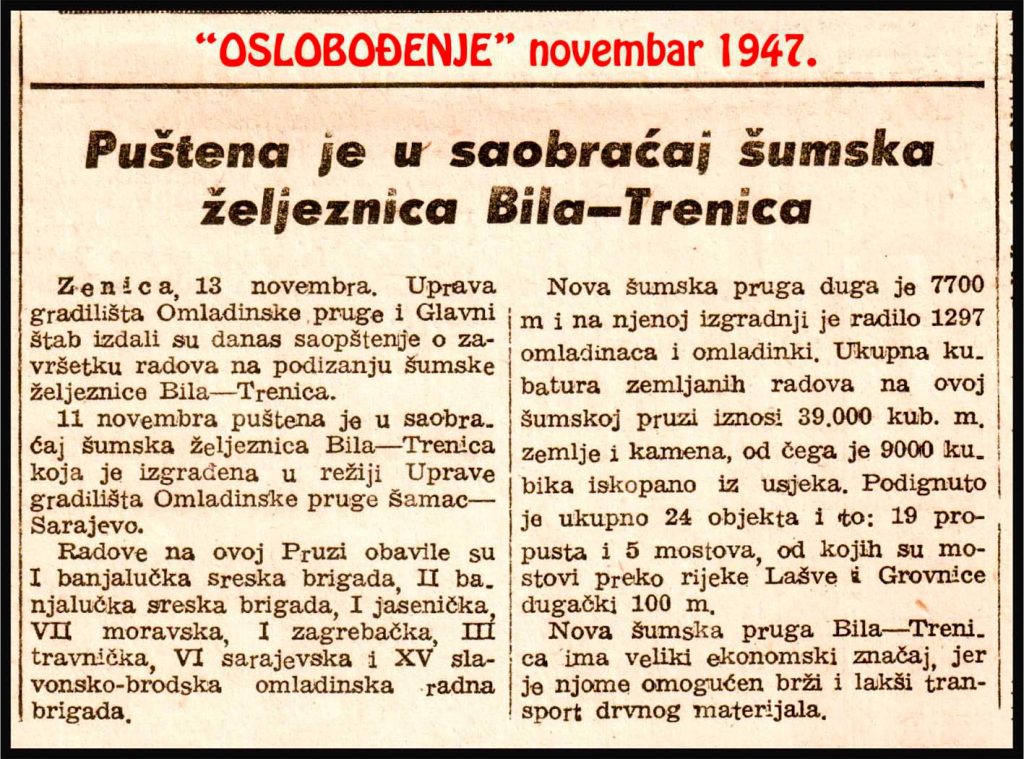 “OSLOBOĐENJE” novembar 1947.
Puštena je u saobraćaj šumska
željeznica Bila—Trenica
Zenica, 13 novembra. Uprava
gradilišta Omladinske pruge i Glavni
štab izdali su danas saopštenje o za-
vršetku radova na podizanju šumske
željeznice Bila—Trenica.
11 novembra puštena je u saobra-
ćaj šumska željeznica Bila—Trenica
koja je izgrađena u režiji Uprave
gradilišta Omladinske pruge Šamac—
Sarajevo.
Radove na ovoj Pruzi obavile su
I banjalučka sreska brigada, II ba-
njalučka sreska brigada, I jasenička,
VII moravska, I zagrebačka, III
travnička, VI sarajevska i XV sla-
vonsko-brodska omladinska radna
brigada.
Nova šumska pruga duga je 7700
m i na njenoj izgradnji je radilo 1297
omladinaca i omladinki. Ukupna ku-
batura zemljanih radova na ovoj
šumskoj pruzi iznosi 39.000 kub. m.
zemlje i kamena, od čega je 9000 ku-
bika iskopano iz usjeka. Podignuto
je ukupno 24 objekta i to: 19 pro-
pusta i 5 mostova, od kojih su mo-
stovi preko rijeke Lašve i Grovnice
dugački 100 m.
Nova šumska pruga Bila—Treni-
ca ima veliki ekonomski značaj, jer
je njome omogućen brži i lakši tran-
sport drvnog materijala.